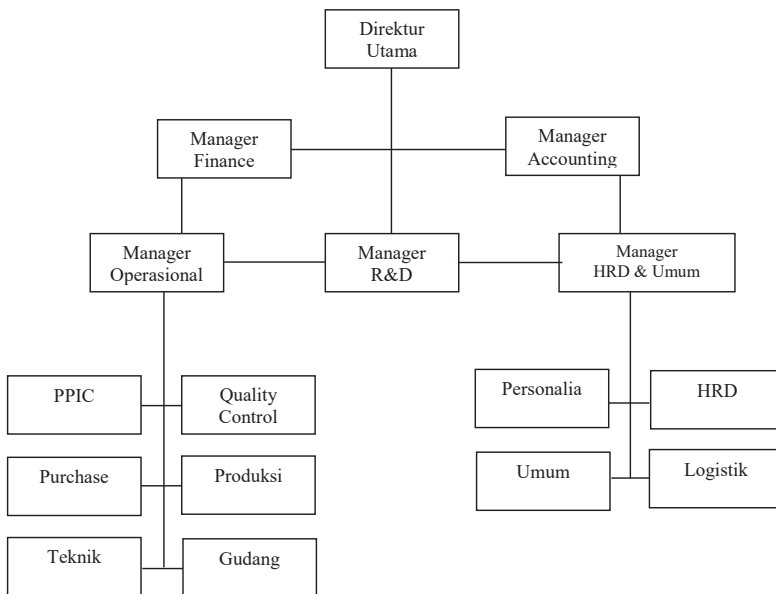 Direktur
Utama
Manager
Finance
Manager
Accounting
Manager
Operasional
Manager
R&D
Manager
HRD & Umum
PPIC
Quality
Control
Personalia
HRD
Purchase
Produksi
Umum
Logistik
Teknik
Gudang